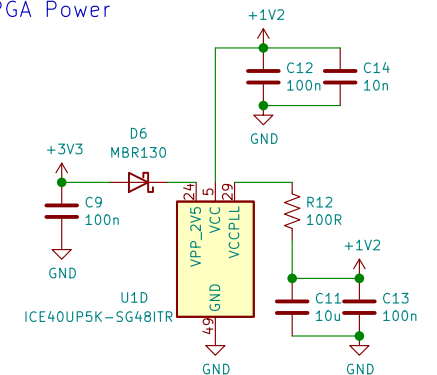 PGA Power
+1V2
C12
100n
C14
10n
GND
D6
MBR130
+3V3
C9
100n
GND
24
5
29
VPP_2V5
VCC
VCCPLL
GND
49
U1D
ICE40UP5K-SG48ITR
GND
R12
100R
+1V2
C11
10u
C13
100n
GND